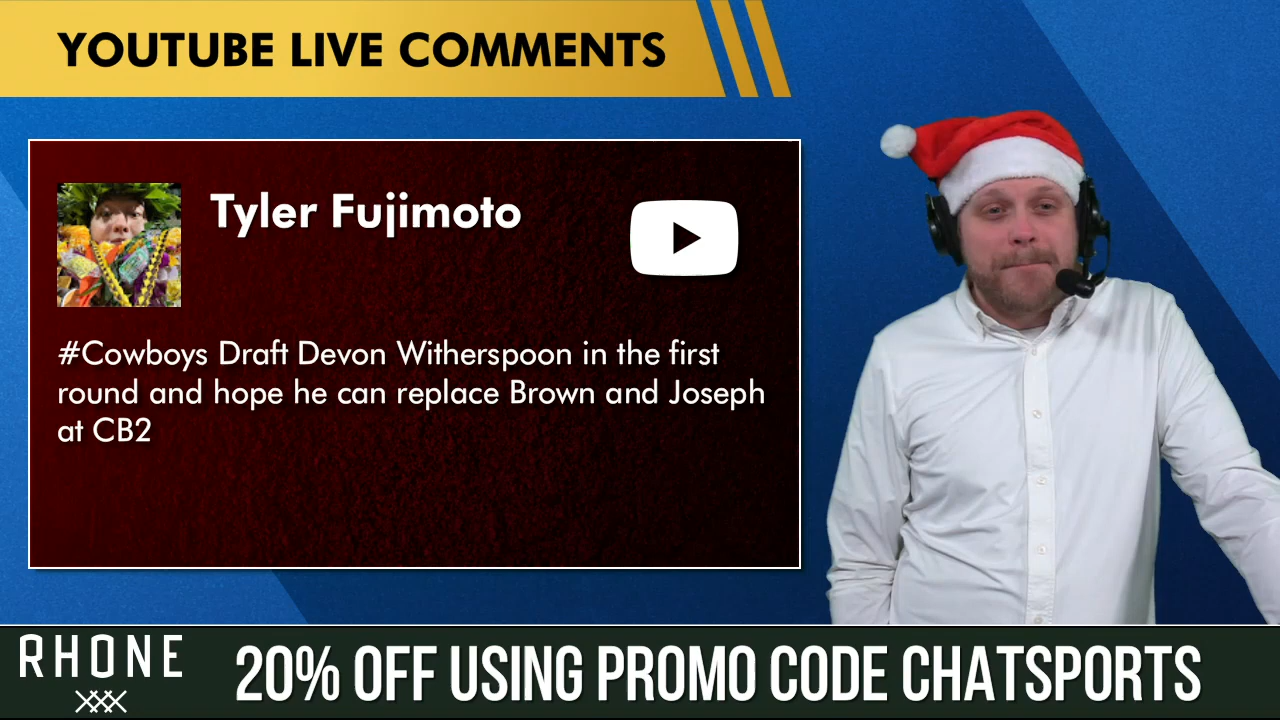 YOUTUBE LIVE COMMENTS
Tyler Fujimoto
#Cowboys Draft Devon Witherspoon in the first
round and hope he can replace Brown and Joseph
at CB2
RHONE
20% OFF USING PROMO CODE CHATSPORTS